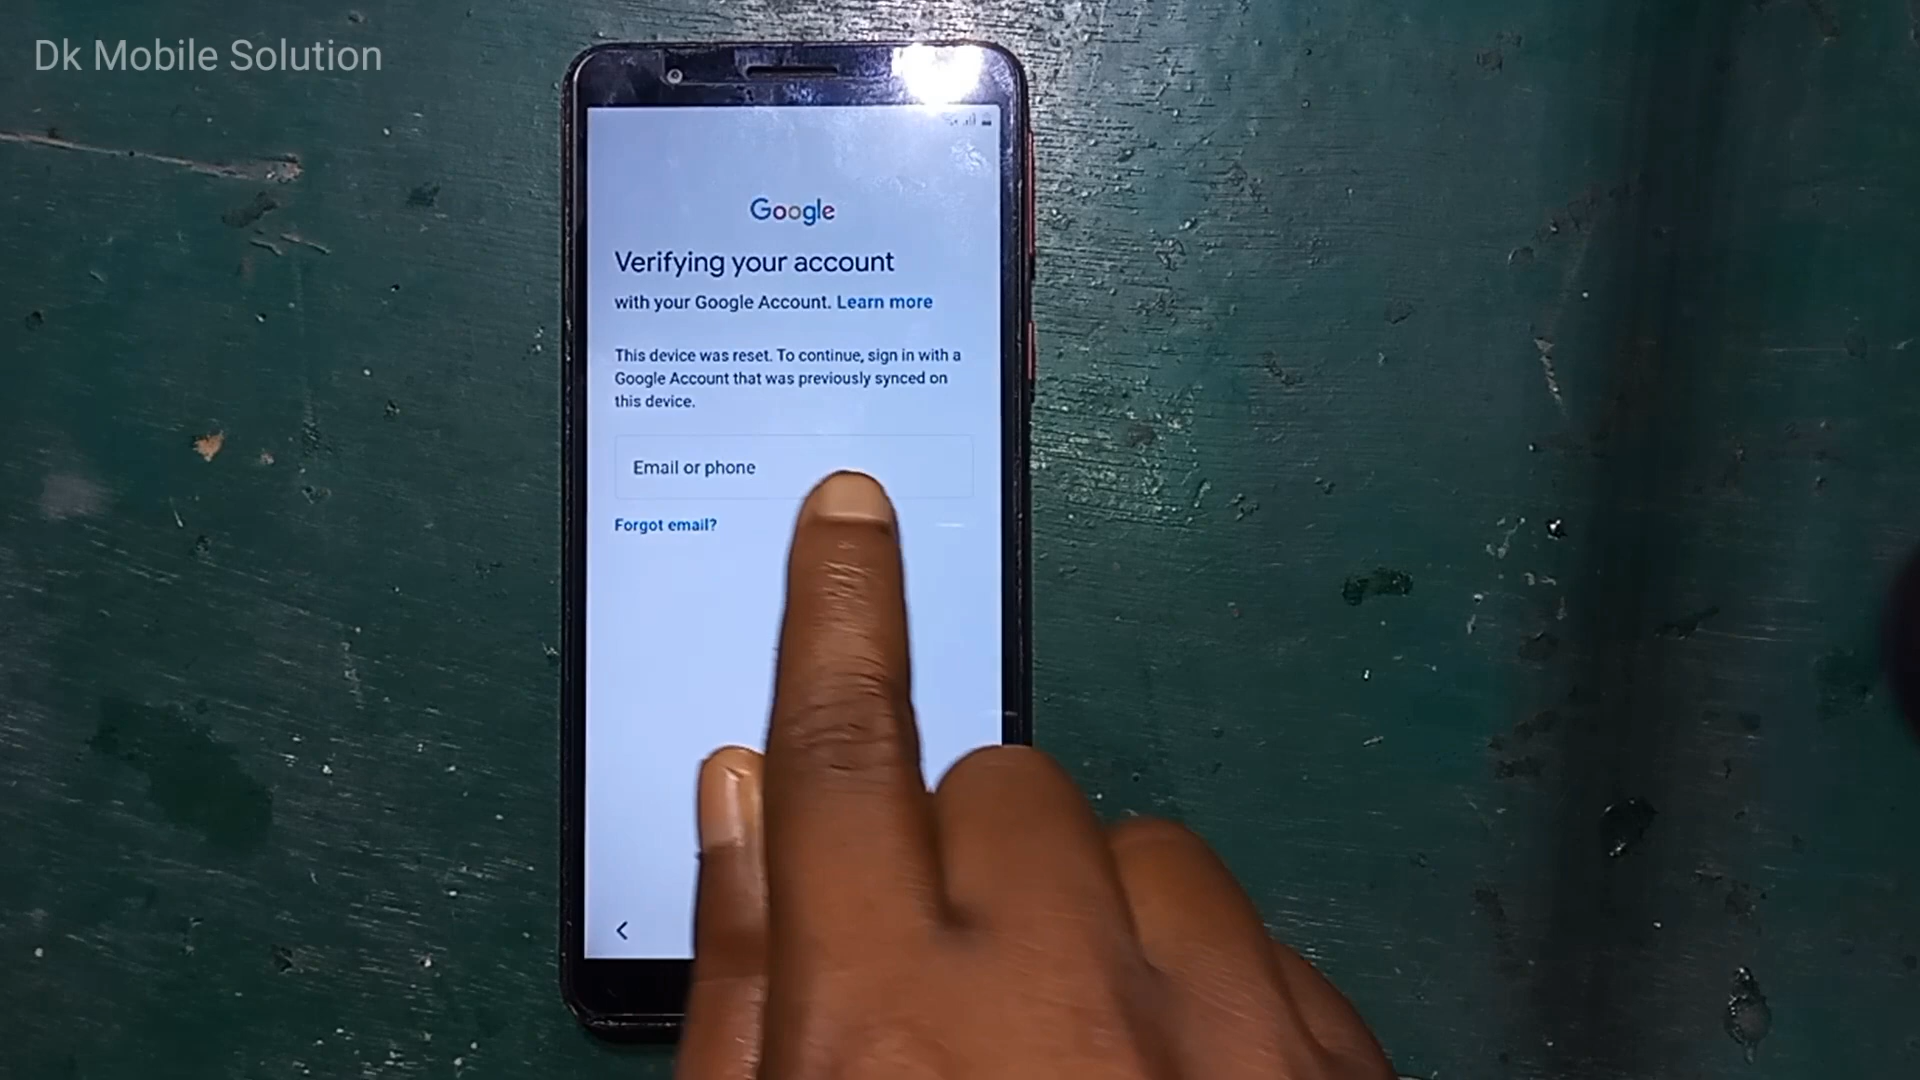 Dk Mobile Solution
Google
Verifying your account
with your Google Account. Learn more
This device was reset. To continue, sign in with a
Google Account that was previously synced on
this device.
Email or phone
Forgot email?